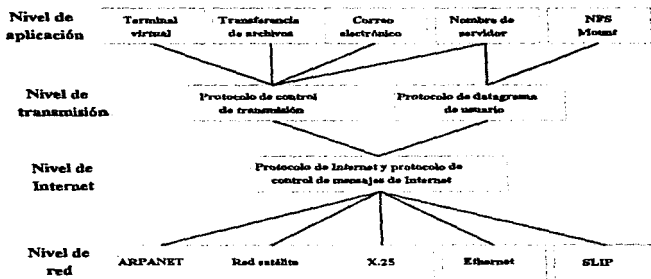 Nivel de aplicación
Terminal virtual
Transferencia de archivos
Correo electrónico
Nombre de servidor
NFS Mount
Nivel de transmisión
Protocolo de control de transmisión
Protocolo de datagrama de usuario
Nivel de Internet
Protocolo de Internet y protocolo de control de mensajes de Internet
Nivel de red
ARPANET
Red satélite
X.25
Ethernet
SLIP